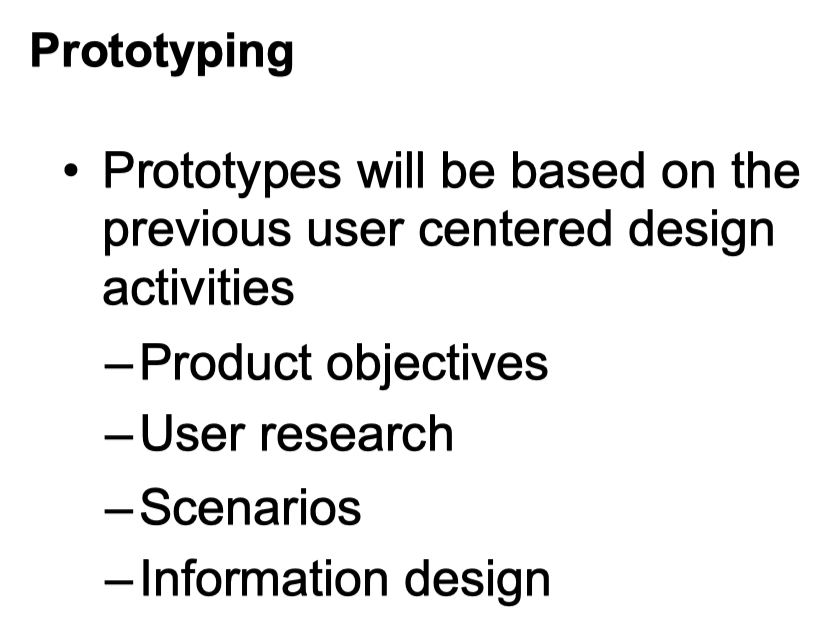 Prototyping
• Prototypes will be based on the
previous user centered design
activities
–Product objectives
–User research
–Scenarios
–Information design